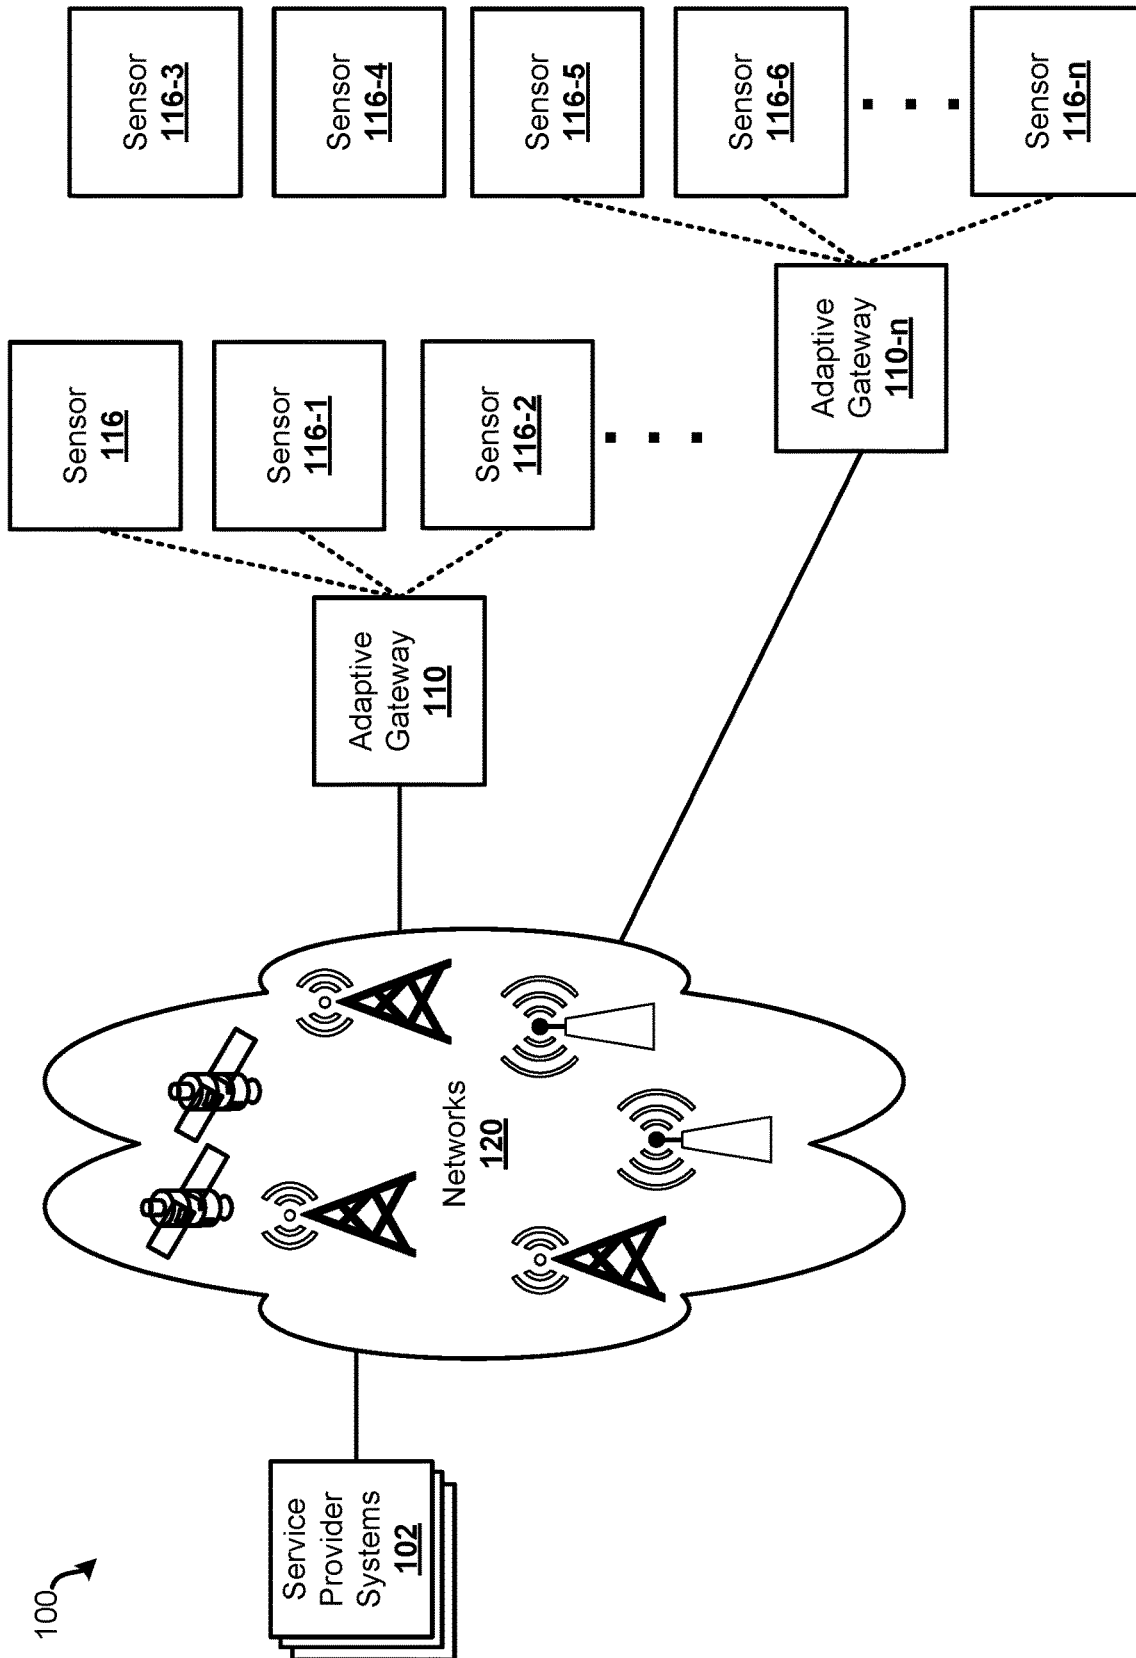 100
Service
Provider
Systems
102
Networks
120
Adaptive
Gateway
110
Adaptive
Gateway
110-n
Sensor
116
Sensor
116-1
Sensor
116-2
Sensor
116-3
Sensor
116-4
Sensor
116-5
Sensor
116-6
Sensor
116-n